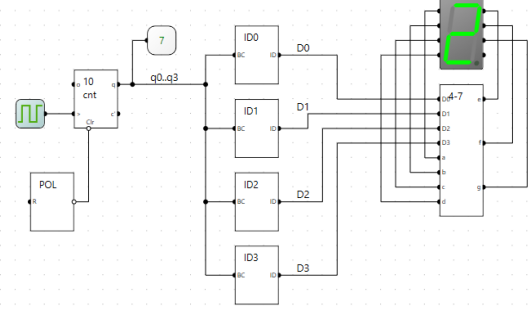 7
10
cnt
o
q
>
c'
Clr
q0..q3
POL
R
ID0
BC
ID
D0
ID1
BC
ID
D1
ID2
BC
ID
D2
ID3
BC
ID
D3
2
4-7
D0
D1
D2
D3
a
b
c
d
e
f
g